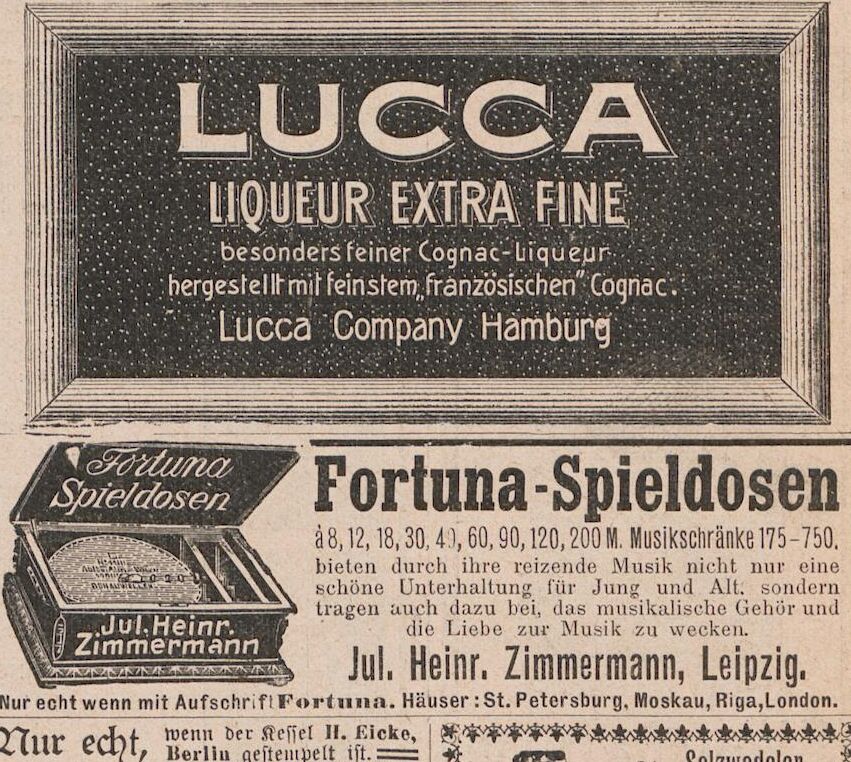 LUCCA
LIQUEUR EXTRA FINE
besonders feiner Cognac-Liqueur
hergestellt mit feinstem „französischen" Cognac.
Lucca Company Hamburg
Fortuna
Spieldosen
Jul. Heinr.
Zimmermann
Fortuna-Spieldosen
à 8, 12, 18, 30, 40, 60, 90, 120, 200 M. Musikschränke 175–750.
bieten durch ihre reizende Musik nicht nur eine
schöne Unterhaltung für Jung und Alt. sondern
tragen auch dazu bei, das musikalische Gehör und
die Liebe zur Musik zu wecken.
Jul. Heinr. Zimmermann, Leipzig.
Nur echt wenn mit Aufschrift Fortuna. Häuser: St. Petersburg, Moskau, Riga, London.
Nur echt,
wenn der Kessel H. Eicke,
Berlin gestempelt ist.